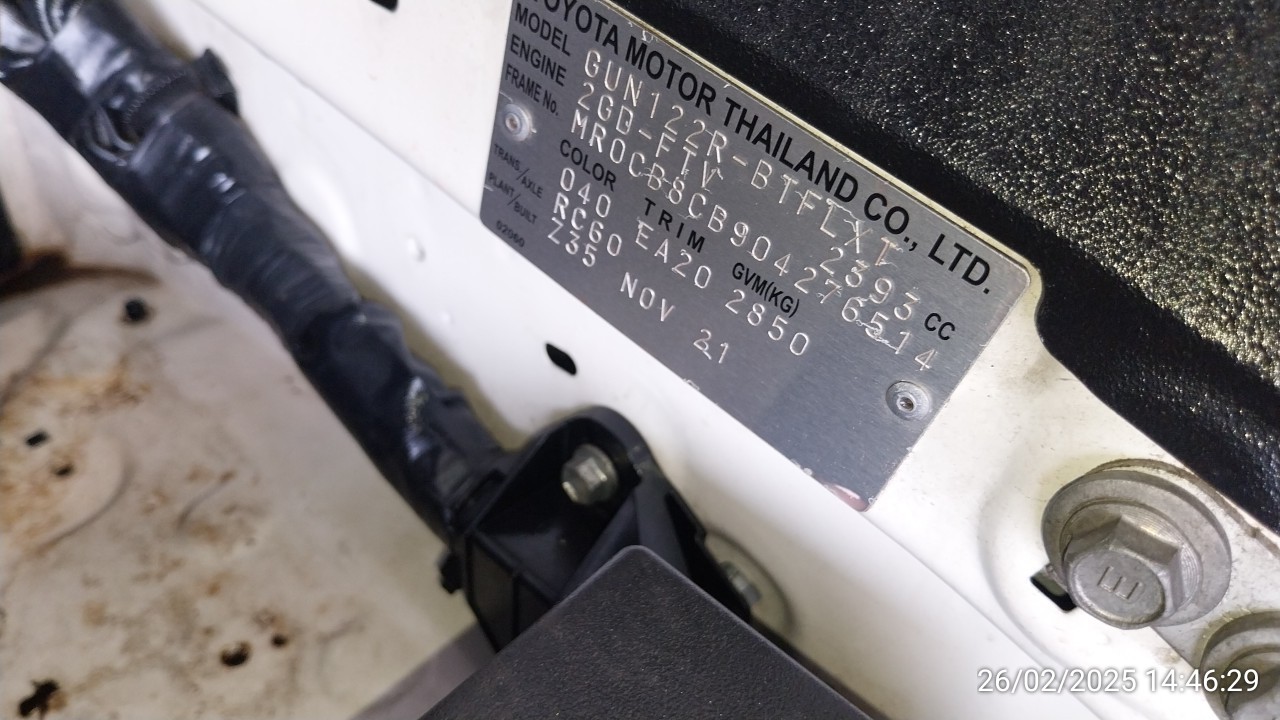 TOYOTA MOTOR THAILAND CO., LTD.
MODEL GUN122R-BTFLXT
ENGINE 2GD-FTV 2393 CC
FRAME No. MR0CB8CB904276514
COLOR TRIM GVM(KG)
040 EA20 2850
TRANS/AXLE RC60
PLANT/BUILT Z35 NOV 21
02060
E
26/02/2025 14:46:29